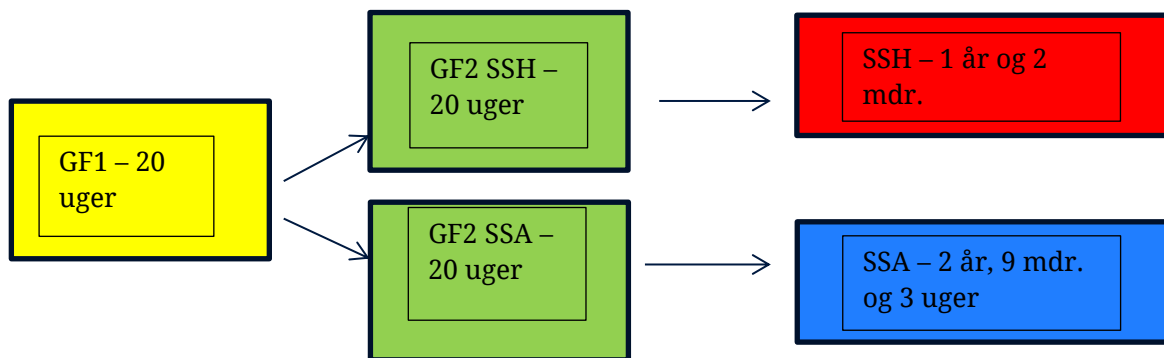 GF1 – 20
uger
GF2 SSH –
20 uger
SSH – 1 år og 2
mdr.
GF2 SSA –
20 uger
SSA – 2 år, 9 mdr.
og 3 uger